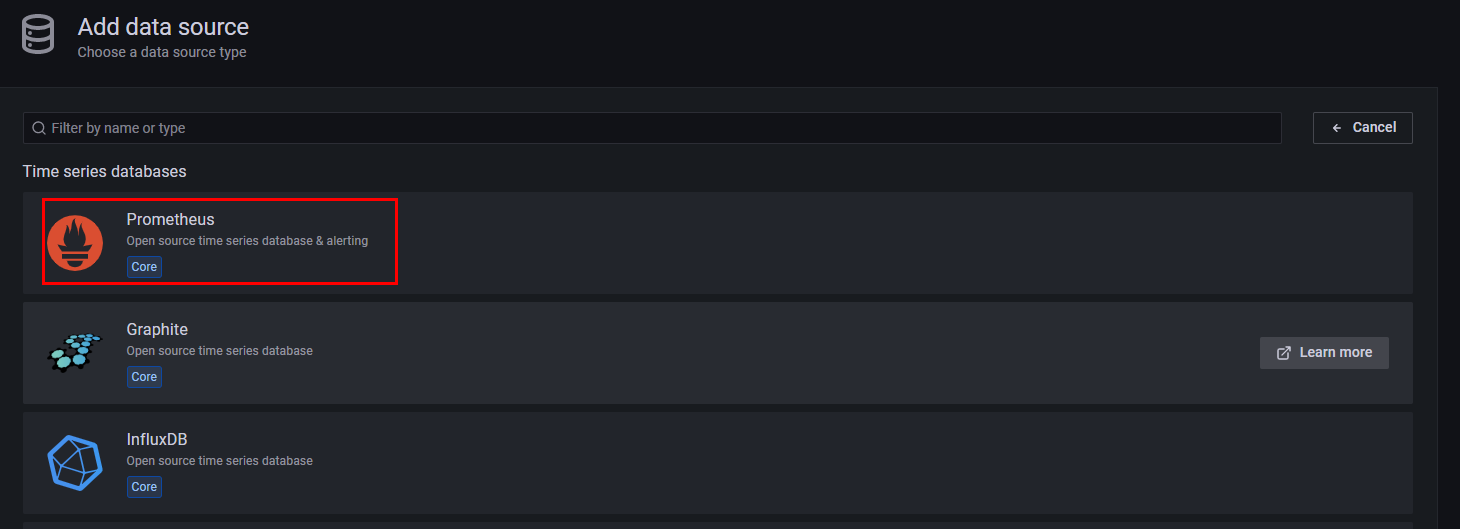 Add data source
Choose a data source type
Filter by name or type
Cancel
Time series databases
Prometheus
Open source time series database & alerting
Core
Graphite
Open source time series database
Core
Learn more
InfluxDB
Open source time series database
Core